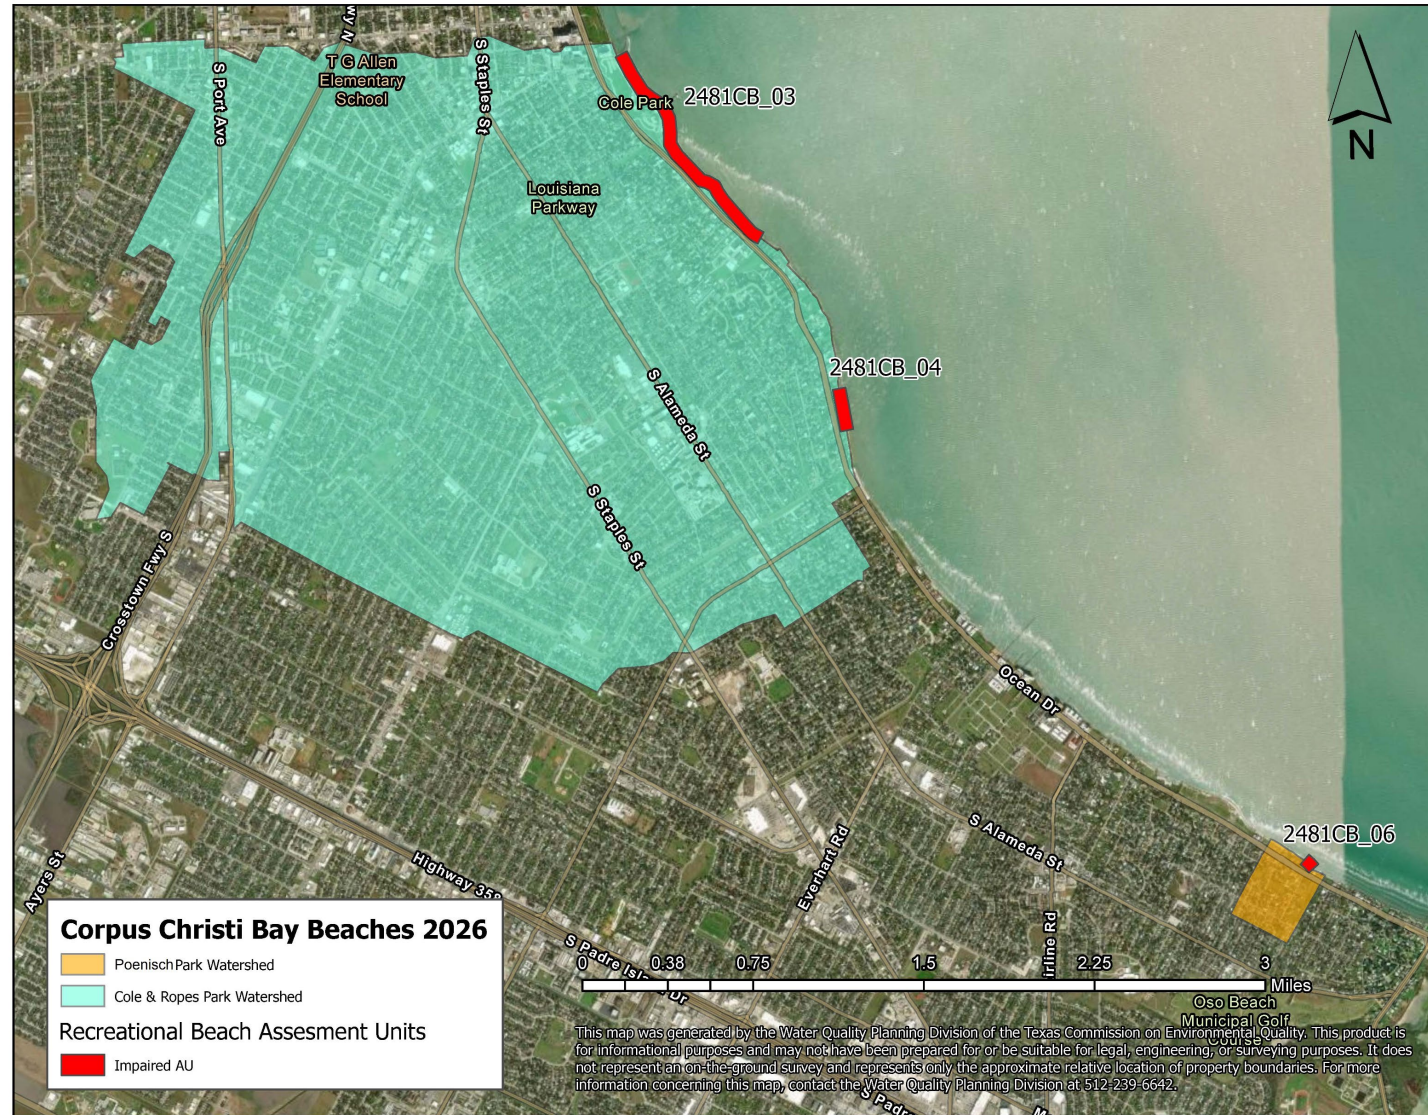 wy N
S Port Ave
T G Allen
Elementary
School
S Staples St
Cole Park
2481CB_03
N
Louisiana
Parkway
2481CB_04
S Alameda St
S Staples St
Crosstown Fwy S
Ocean Dr
2481CB_06
S Alameda St
Everhart Rd
Highway 358
Ayers St
irline Rd
S Padre Island Dr
Corpus Christi Bay Beaches 2026
Poenisch Park Watershed
Cole & Ropes Park Watershed
Recreational Beach Assesment Units
Impaired AU
0 0.38 0.75 1.5 2.25 3
Miles
Oso Beach
Municipal Golf
Course
This map was generated by the Water Quality Planning Division of the Texas Commission on Environmental Quality. This product is
for informational purposes and may not have been prepared for or be suitable for legal, engineering, or surveying purposes. It does
not represent an on-the-ground survey and represents only the approximate relative location of property boundaries. For more
information concerning this map, contact the Water Quality Planning Division at 512-239-6642.
S Padre